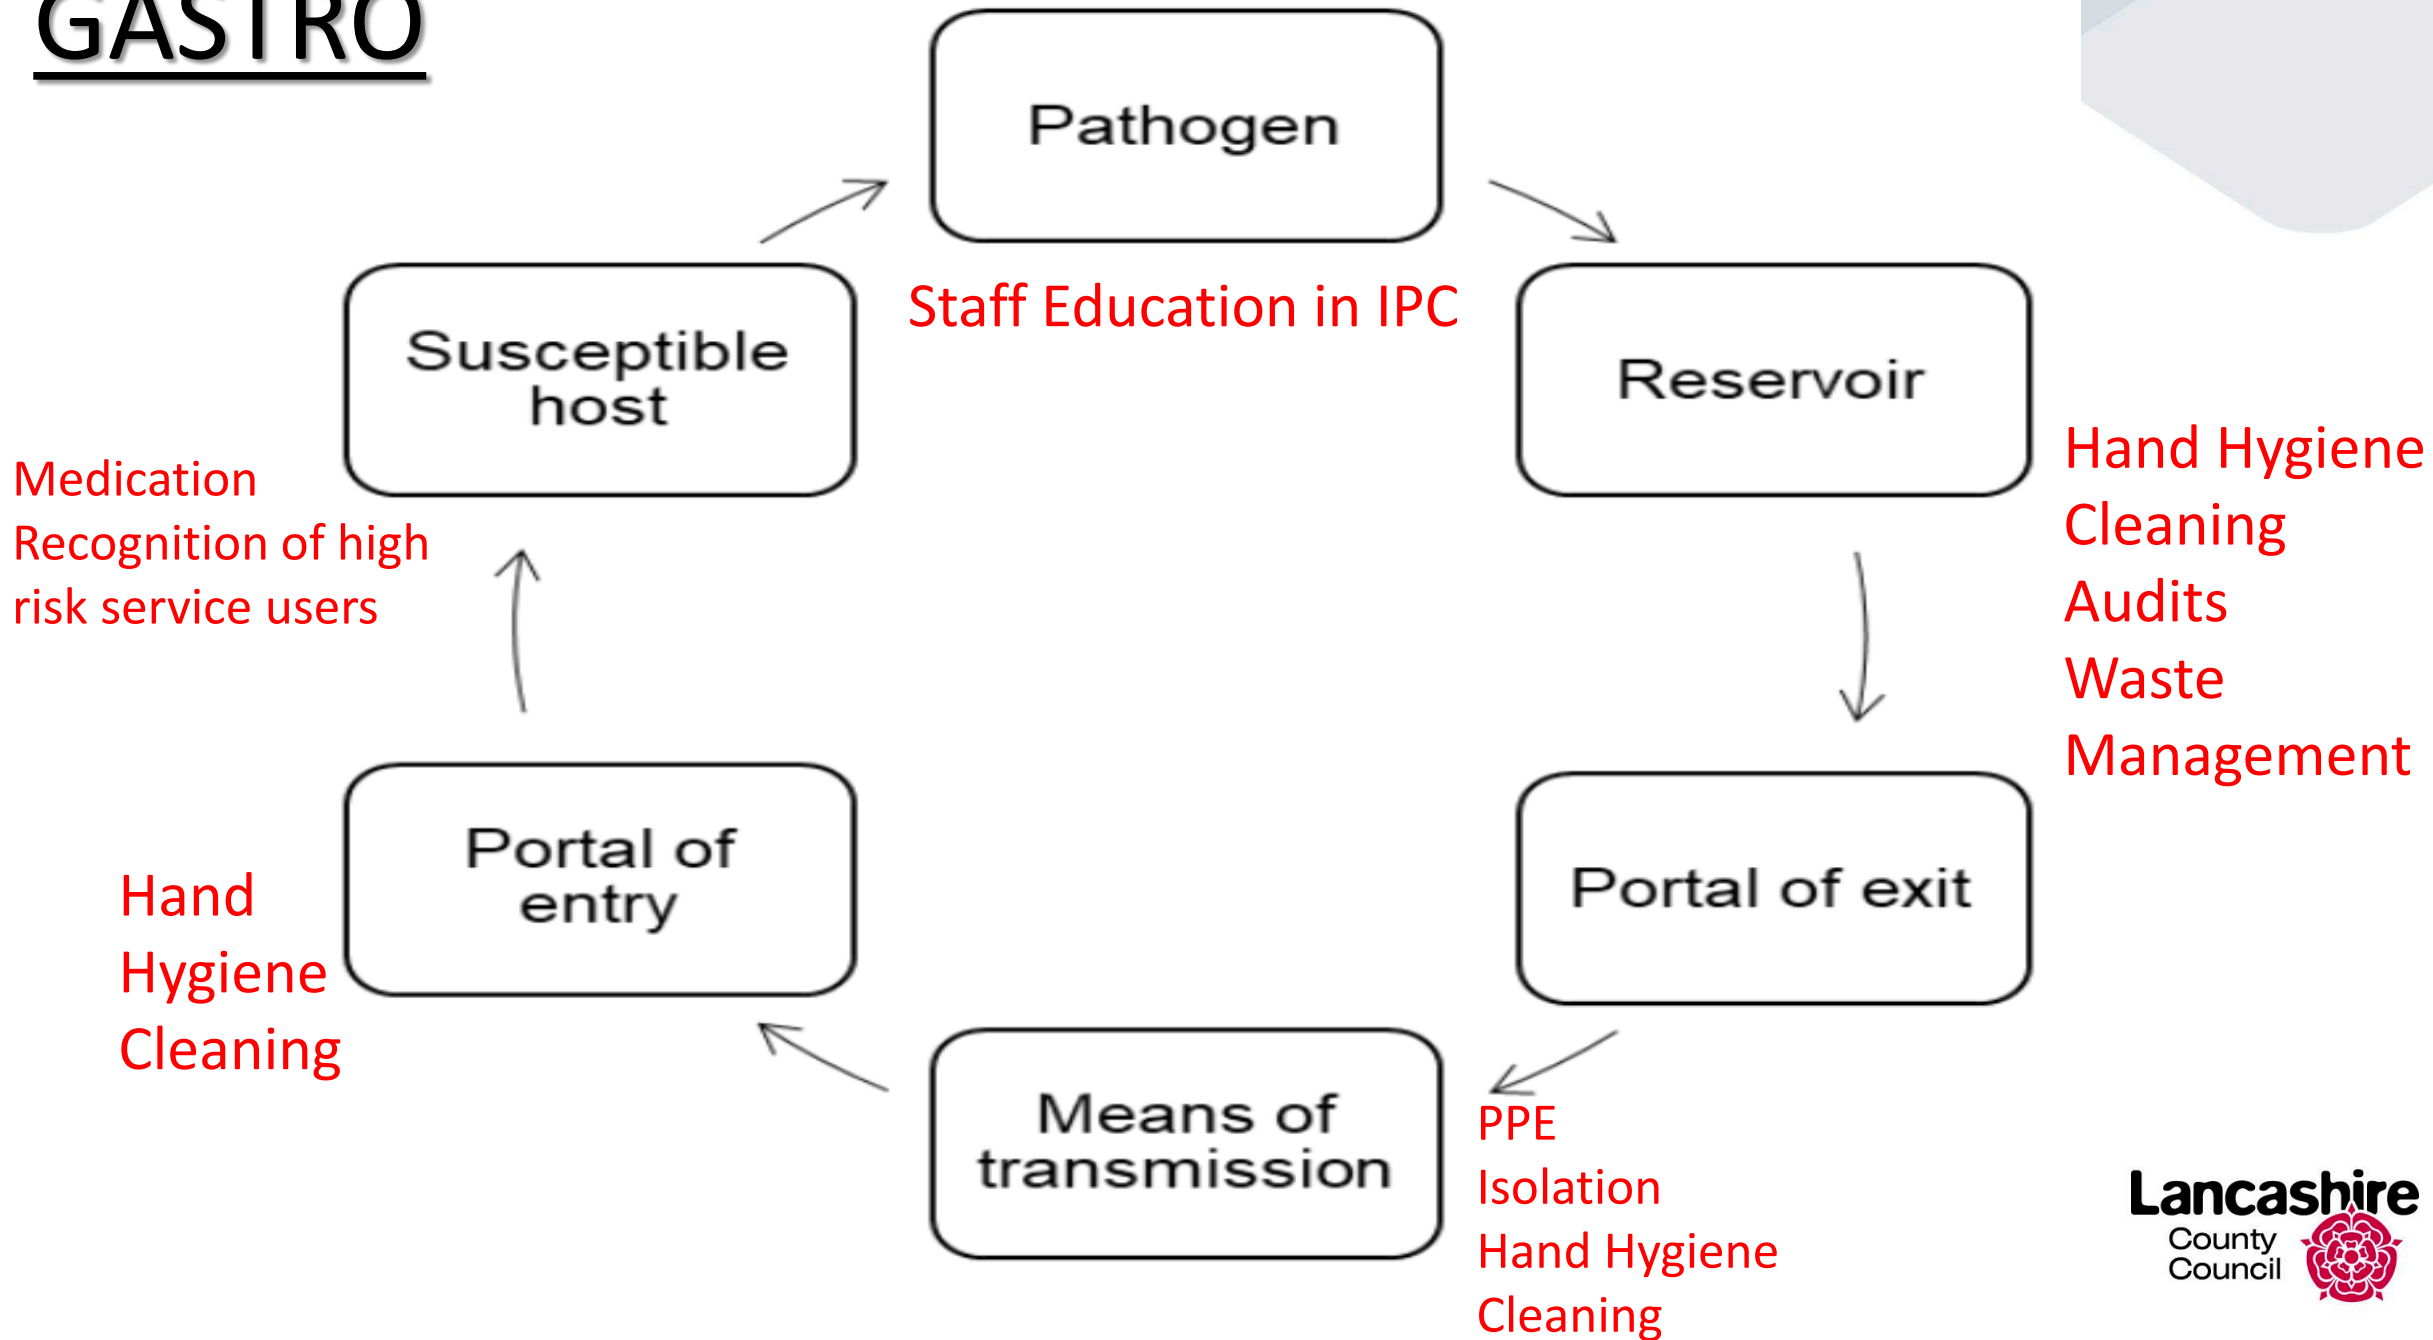 GASTRO
Pathogen
Staff Education in IPC
Susceptible
host
Reservoir
Medication
Recognition of high
risk service users
Hand Hygiene
Cleaning
Audits
Waste
Management
Portal of
entry
Portal of exit
Hand
Hygiene
Cleaning
Means of
transmission
PPE
Isolation
Hand Hygiene
Cleaning
Lancashire
County
Council